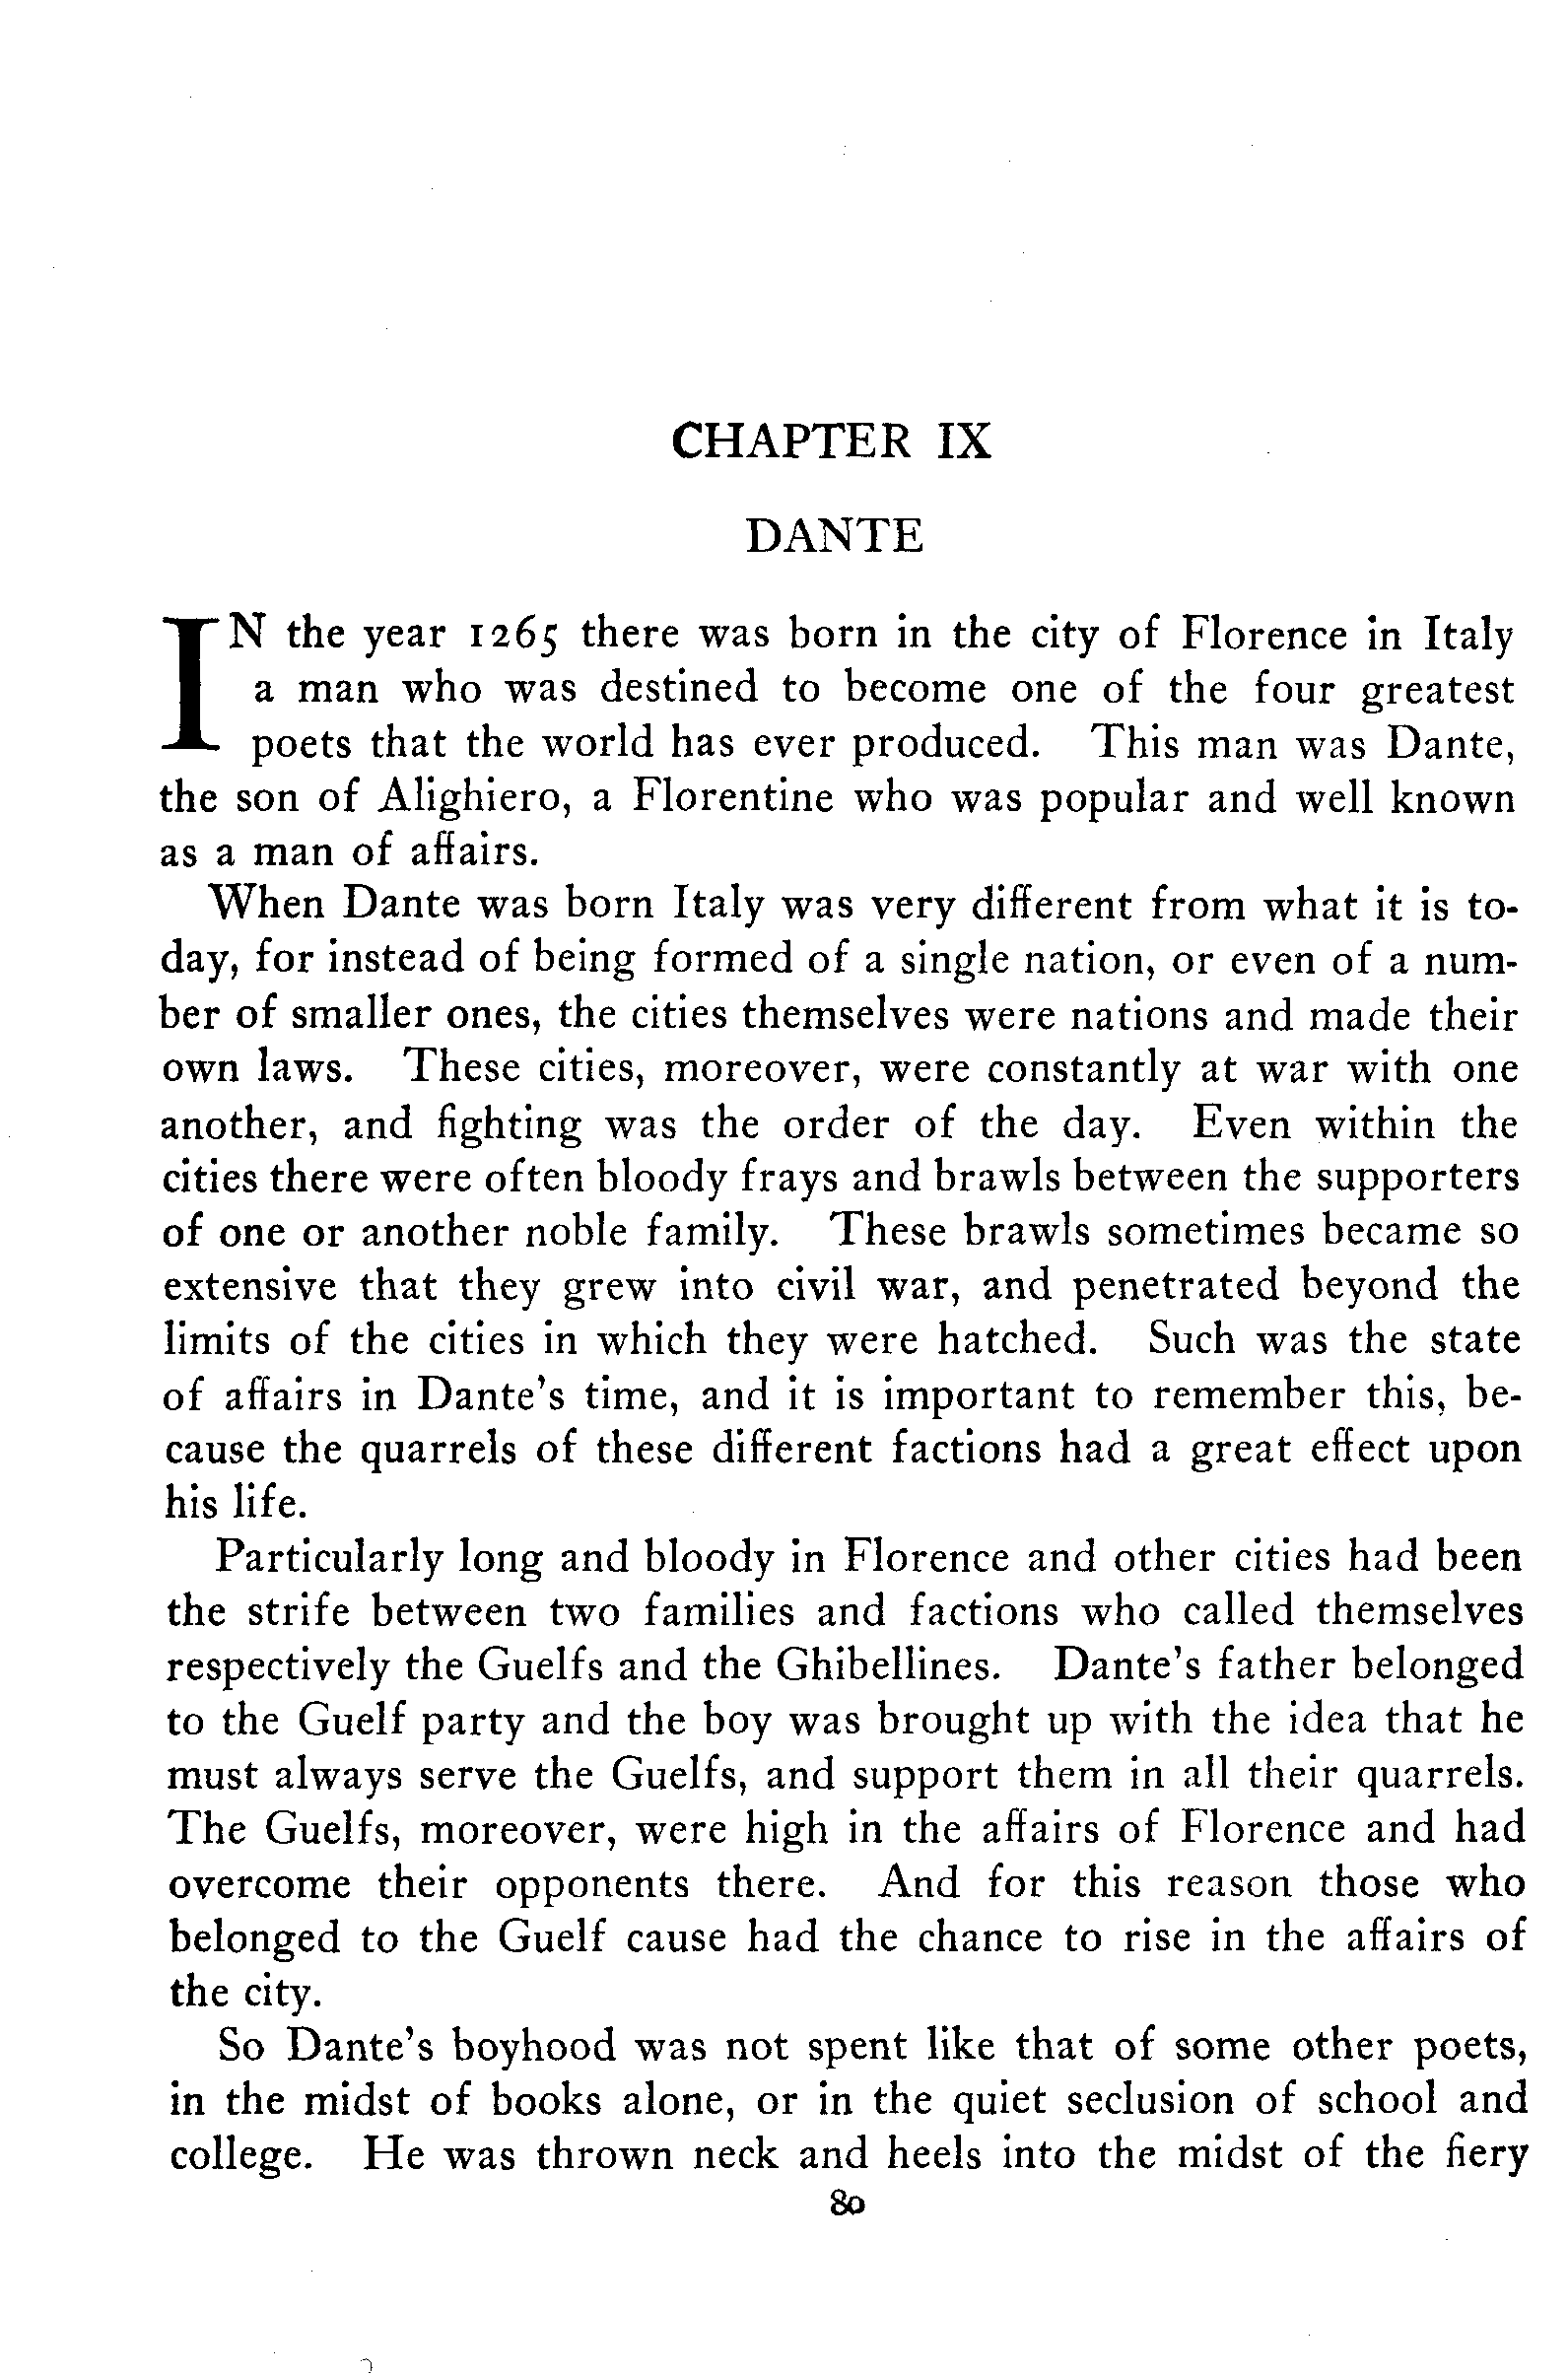 CHAPTER IX
DANTE
IN the year 1265 there was born in the city of Florence in Italy
a man who was destined to become one of the four greatest
poets that the world has ever produced. This man was Dante,
the son of Alighiero, a Florentine who was popular and well known
as a man of affairs.
When Dante was born Italy was very different from what it is to-
day, for instead of being formed of a single nation, or even of a num-
ber of smaller ones, the cities themselves were nations and made their
own laws. These cities, moreover, were constantly at war with one
another, and fighting was the order of the day. Even within the
cities there were often bloody frays and brawls between the supporters
of one or another noble family. These brawls sometimes became so
extensive that they grew into civil war, and penetrated beyond the
limits of the cities in which they were hatched. Such was the state
of affairs in Dante's time, and it is important to remember this, be-
cause the quarrels of these different factions had a great effect upon
his life.
Particularly long and bloody in Florence and other cities had been
the strife between two families and factions who called themselves
respectively the Guelfs and the Ghibellines. Dante's father belonged
to the Guelf party and the boy was brought up with the idea that he
must always serve the Guelfs, and support them in all their quarrels.
The Guelfs, moreover, were high in the affairs of Florence and had
overcome their opponents there. And for this reason those who
belonged to the Guelf cause had the chance to rise in the affairs of
the city.
So Dante's boyhood was not spent like that of some other poets,
in the midst of books alone, or in the quiet seclusion of school and
college. He was thrown neck and heels into the midst of the fiery
80